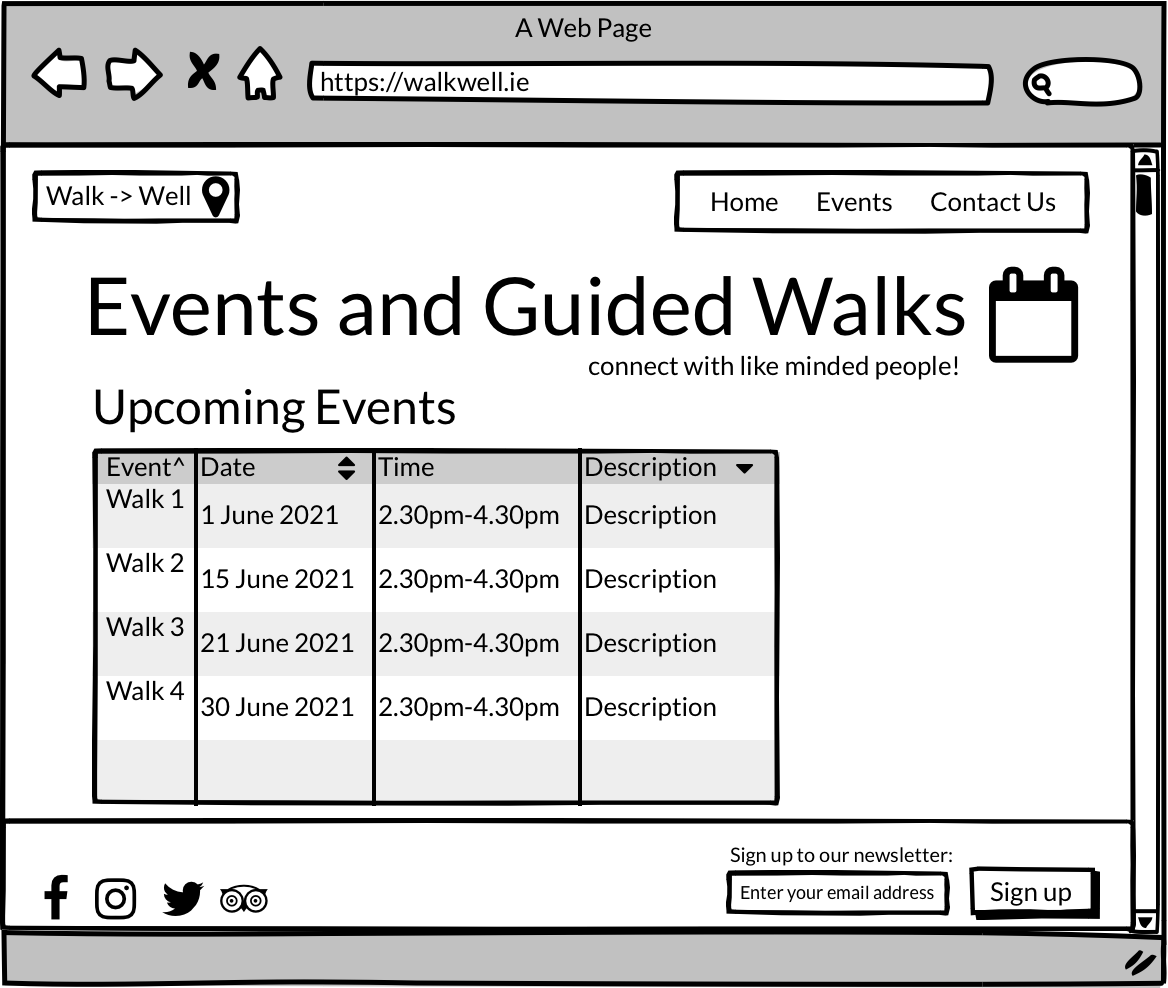 A Web Page
https://walkwell.ie
Walk -> Well
Home Events Contact Us
Events and Guided Walks
connect with like minded people!
Upcoming Events
Event^ Date Time Description
Walk 1 1 June 2021 2.30pm-4.30pm Description
Walk 2 15 June 2021 2.30pm-4.30pm Description
Walk 3 21 June 2021 2.30pm-4.30pm Description
Walk 4 30 June 2021 2.30pm-4.30pm Description
Sign up to our newsletter:
Enter your email address Sign up